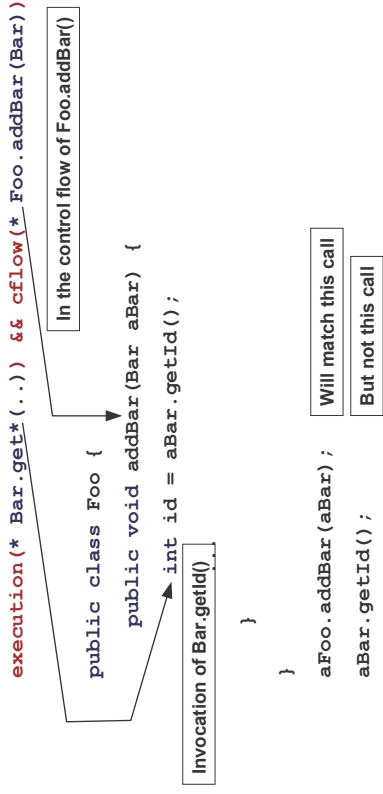 execution(* Bar.get*(..)) && cflow(* Foo.addBar(Bar))
In the control flow of Foo.addBar()
public class Foo {
public void addBar(Bar aBar) {
int id = aBar.getId();
Invocation of Bar.getId()
}
}
aFoo.addBar(aBar);
Will match this call
aBar.getId();
But not this call